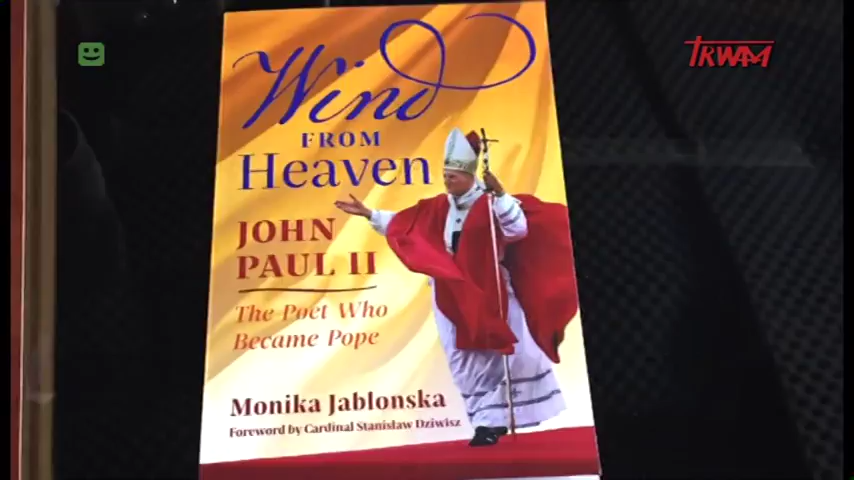 TRWAM
Wind
FROM
Heaven
JOHN
PAUL II
The Poet Who
Became Pope
Monika Jablonska
Foreword by Cardinal Stanisław Dziwisz